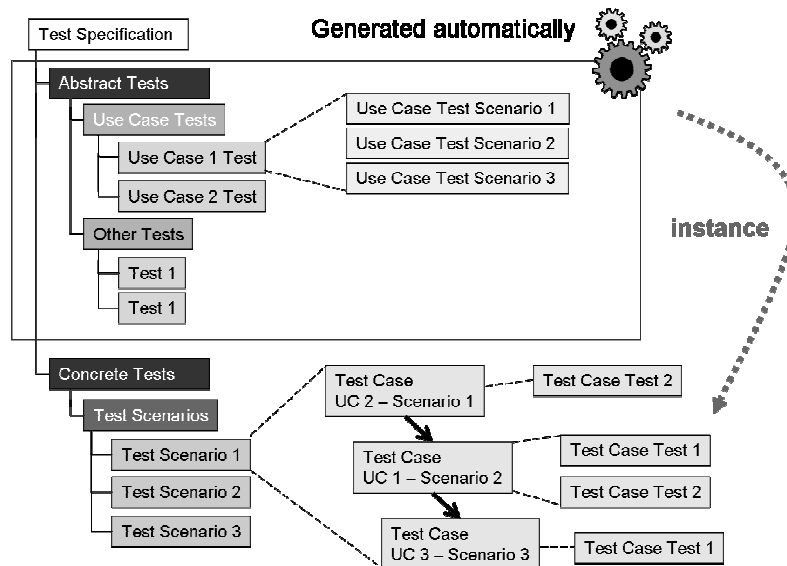 Test Specification
Generated automatically
Abstract Tests
Use Case Tests
Use Case 1 Test
Use Case 2 Test
Use Case Test Scenario 1
Use Case Test Scenario 2
Use Case Test Scenario 3
Other Tests
Test 1
Test 1
instance
Concrete Tests
Test Scenarios
Test Scenario 1
Test Scenario 2
Test Scenario 3
Test Case
UC 2 – Scenario 1
Test Case Test 2
Test Case
UC 1 – Scenario 2
Test Case Test 1
Test Case Test 2
Test Case
UC 3 – Scenario 3
Test Case Test 1